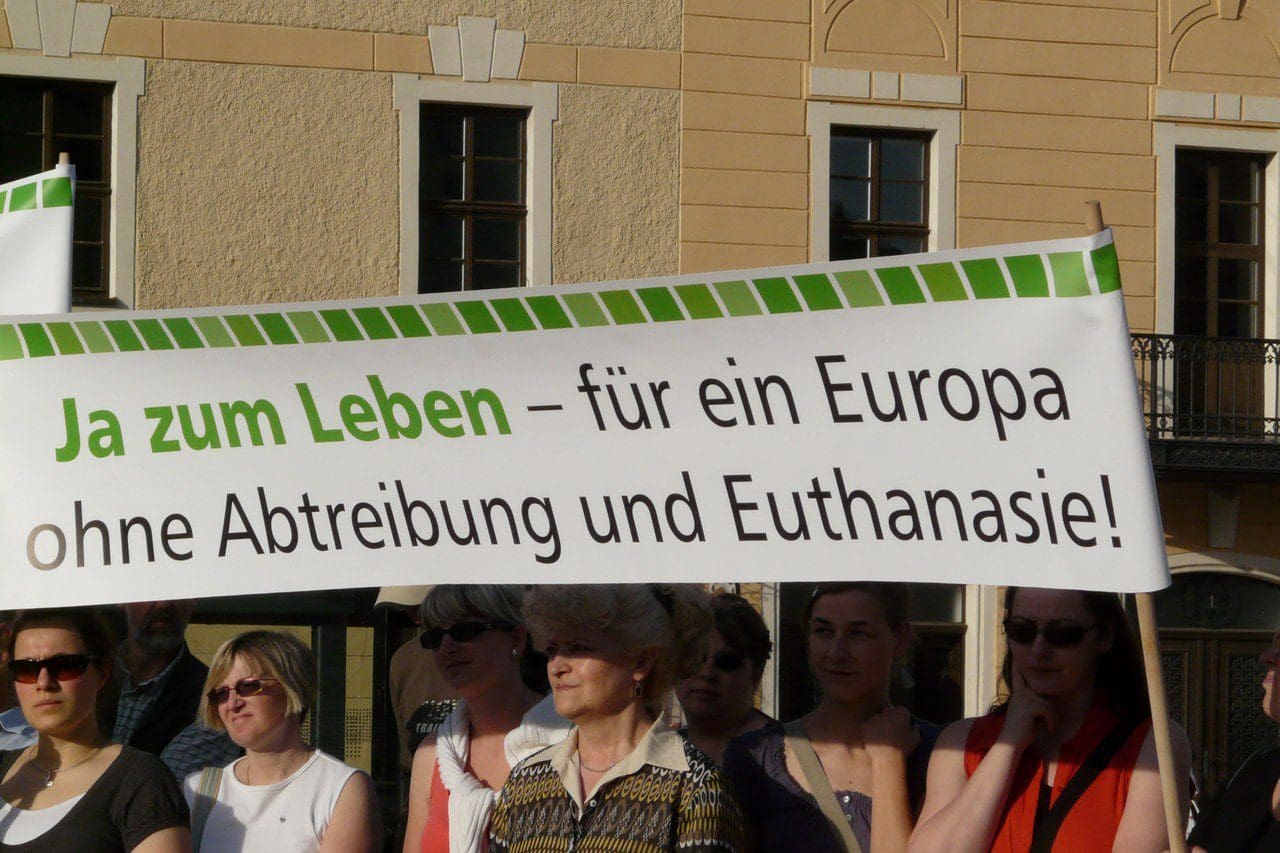 Ja zum Leben – für ein Europa
ohne Abtreibung und Euthanasie!